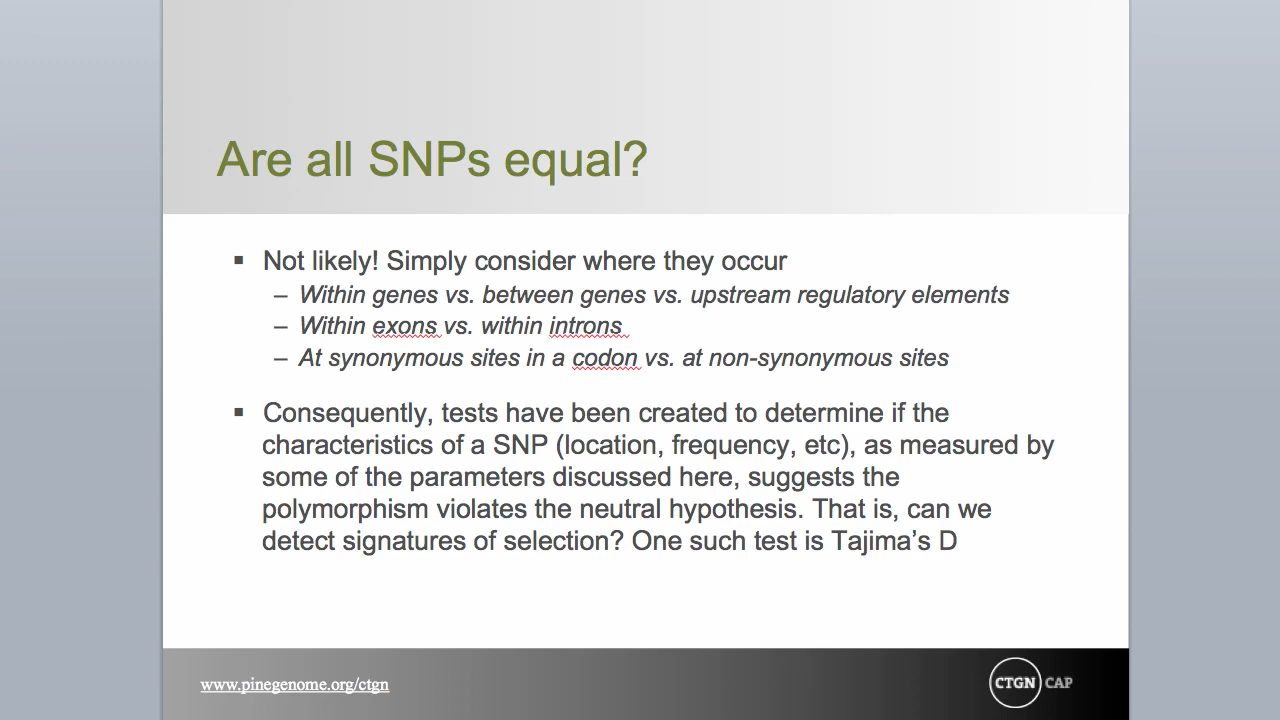 Are all SNPs equal?
▪ Not likely! Simply consider where they occur
– Within genes vs. between genes vs. upstream regulatory elements
– Within exons vs. within introns
– At synonymous sites in a codon vs. at non-synonymous sites
▪ Consequently, tests have been created to determine if the
characteristics of a SNP (location, frequency, etc), as measured by
some of the parameters discussed here, suggests the
polymorphism violates the neutral hypothesis. That is, can we
detect signatures of selection? One such test is Tajima’s D
www.pinegenome.org/ctgn
CTGN CAP